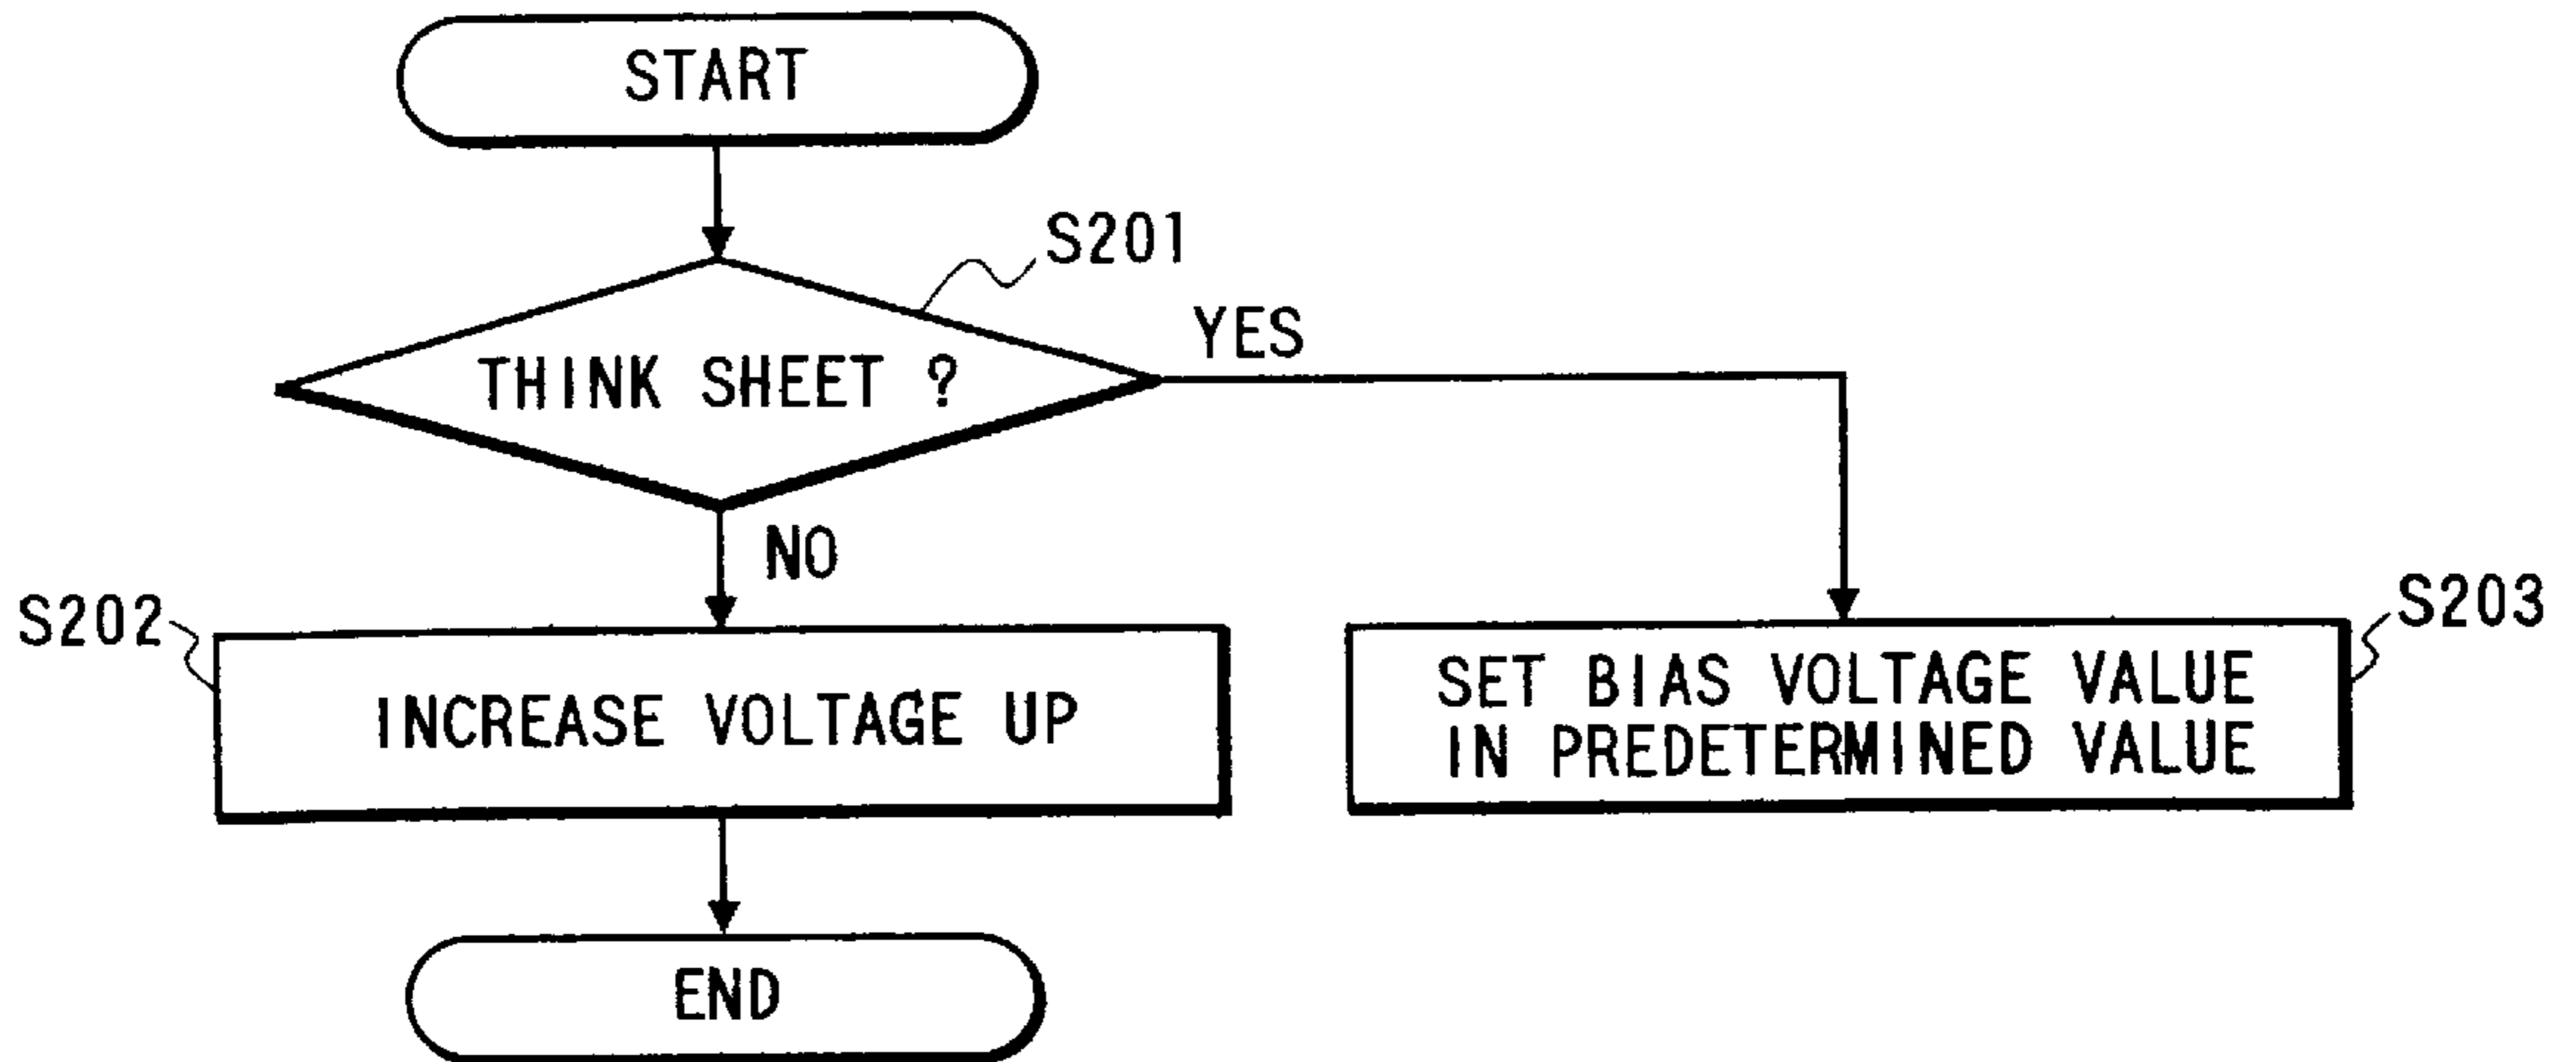 START
S201
THINK SHEET ?
YES
NO
S202
INCREASE VOLTAGE UP
S203
SET BIAS VOLTAGE VALUE
IN PREDETERMINED VALUE
END